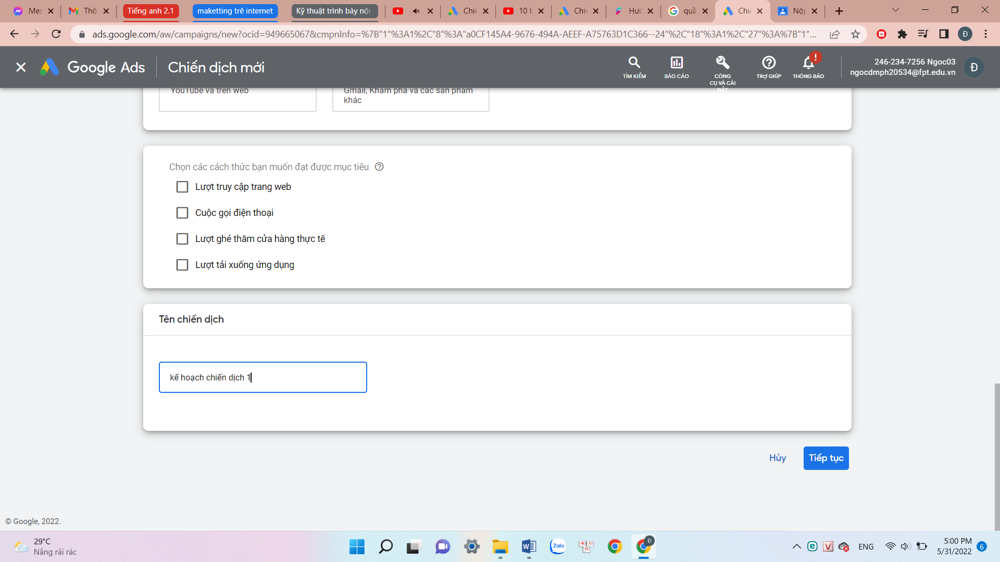 Mes
Thô
Tiếng anh 2.1
maketting trê internet
Kỹ thuật trình bày nội
Chiế
10 b
Chiế
Hướ
quầ
Chiế
Nộp
ads.google.com/aw/campaigns/new?ocid=949665067&cmpnInfo=%7B"1"%3A1%2C"8"%3A"a0CF145A4-9676-494A-AEEF-A75763D1C366--24"%2C"18"%3A1%2C"27"%3A%7B"1"...
Đ
Google Ads
Chiến dịch mới
TÌM KIẾM
BÁO CÁO
CÔNG
CỤ VÀ CÀI
ĐẶT
TRỢ GIÚP
!
THÔNG BÁO
246-234-7256 Ngoc03
ngocdmph20534@fpt.edu.vn
Đ
YouTube và trên web
Gmail, Khám phá và các sản phẩm
khác
Chọn các cách thức bạn muốn đạt được mục tiêu
Lượt truy cập trang web
Cuộc gọi điện thoại
Lượt ghé thăm cửa hàng thực tế
Lượt tải xuống ứng dụng
Tên chiến dịch
kế hoạch chiến dịch 1
Hủy
Tiếp tục
© Google, 2022.
29°C
Nắng rải rác
Zalo
ENG
5:00 PM
5/31/2022
6